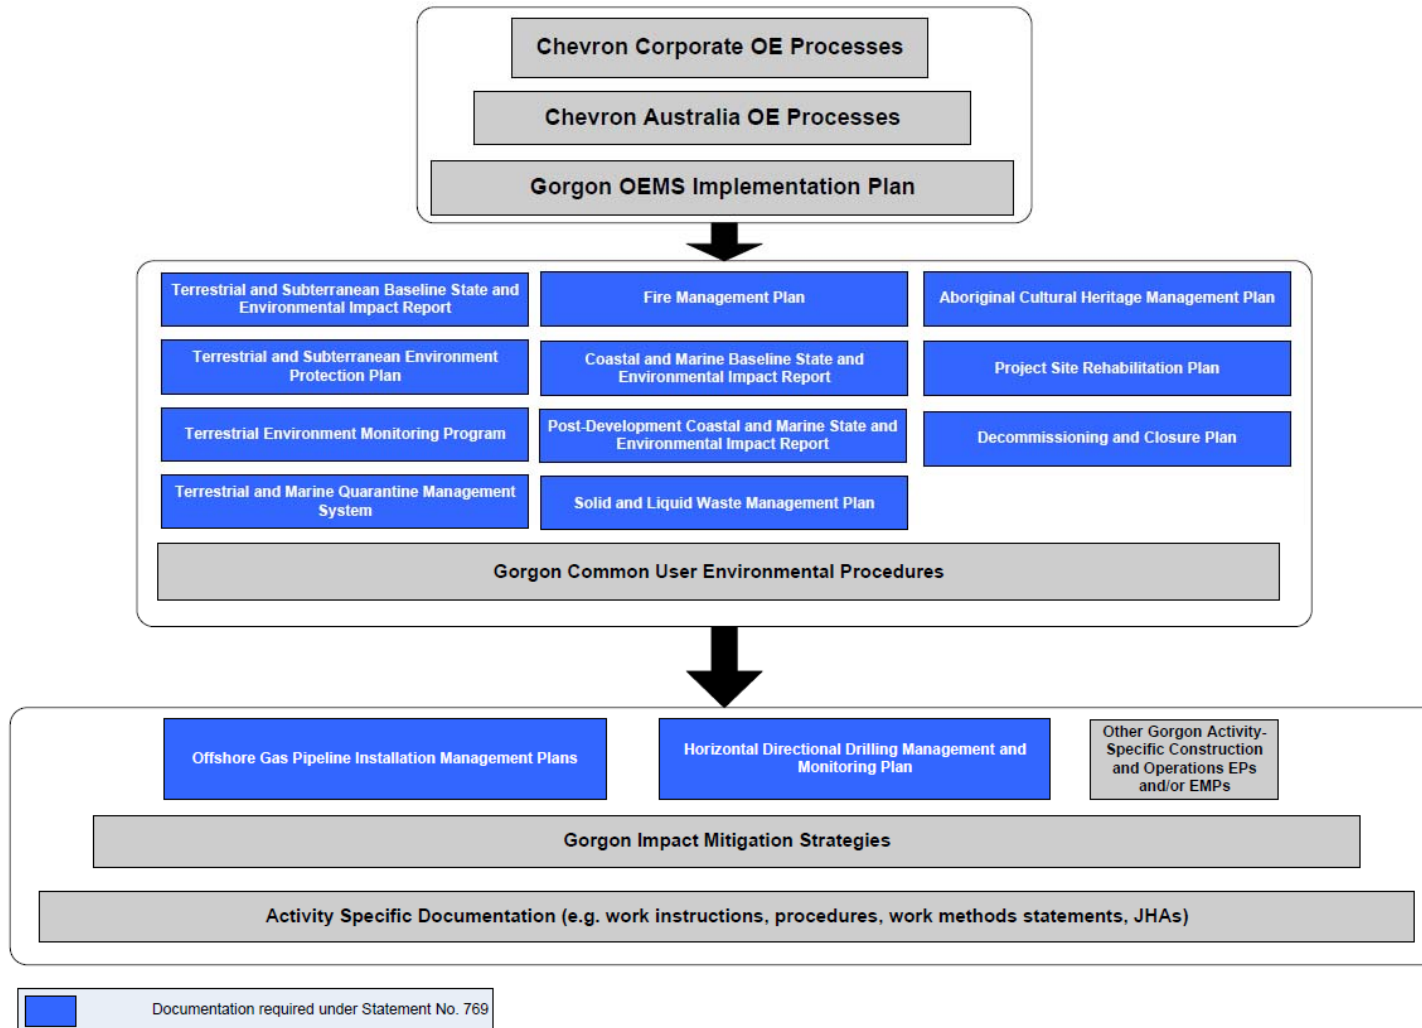 Chevron Corporate OE Processes
Chevron Australia OE Processes
Gorgon OEMS Implementation Plan
Terrestrial and Subterranean Baseline State and
Environmental Impact Report
Fire Management Plan
Aboriginal Cultural Heritage Management Plan
Terrestrial and Subterranean Environment
Protection Plan
Coastal and Marine Baseline State and
Environmental Impact Report
Project Site Rehabilitation Plan
Terrestrial Environment Monitoring Program
Post-Development Coastal and Marine State and
Environmental Impact Report
Decommissioning and Closure Plan
Terrestrial and Marine Quarantine Management
System
Solid and Liquid Waste Management Plan
Gorgon Common User Environmental Procedures
Offshore Gas Pipeline Installation Management Plans
Horizontal Directional Drilling Management and
Monitoring Plan
Other Gorgon Activity-
Specific Construction
and Operations EPs
and/or EMPs
Gorgon Impact Mitigation Strategies
Activity Specific Documentation (e.g. work instructions, procedures, work methods statements, JHAs)
Documentation required under Statement No. 769